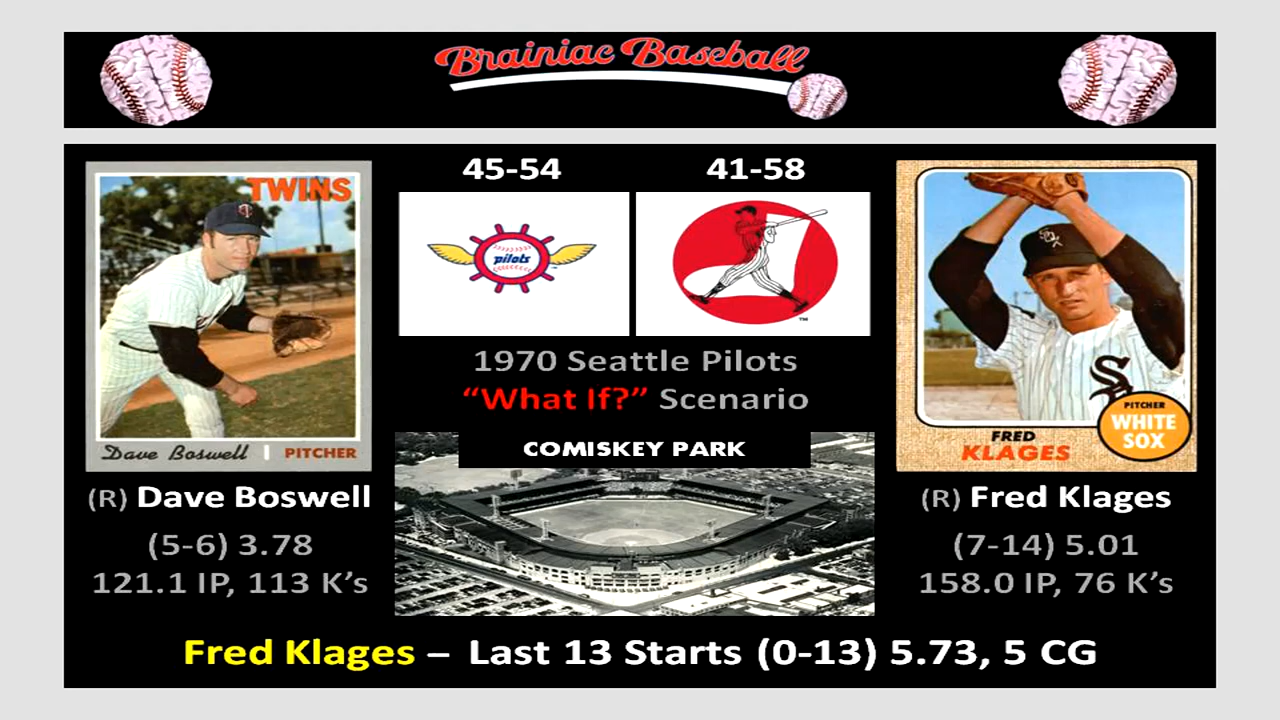 Brainiac Baseball
45-54
41-58
TWINS
Dave Boswell PITCHER
pilots
TM
1970 Seattle Pilots
“What If?” Scenario
COMISKEY PARK
SOX
PITCHER
WHITE
SOX
FRED
KLAGES
(R) Dave Boswell
(5-6) 3.78
121.1 IP, 113 K’s
(R) Fred Klages
(7-14) 5.01
158.0 IP, 76 K’s
Fred Klages – Last 13 Starts (0-13) 5.73, 5 CG